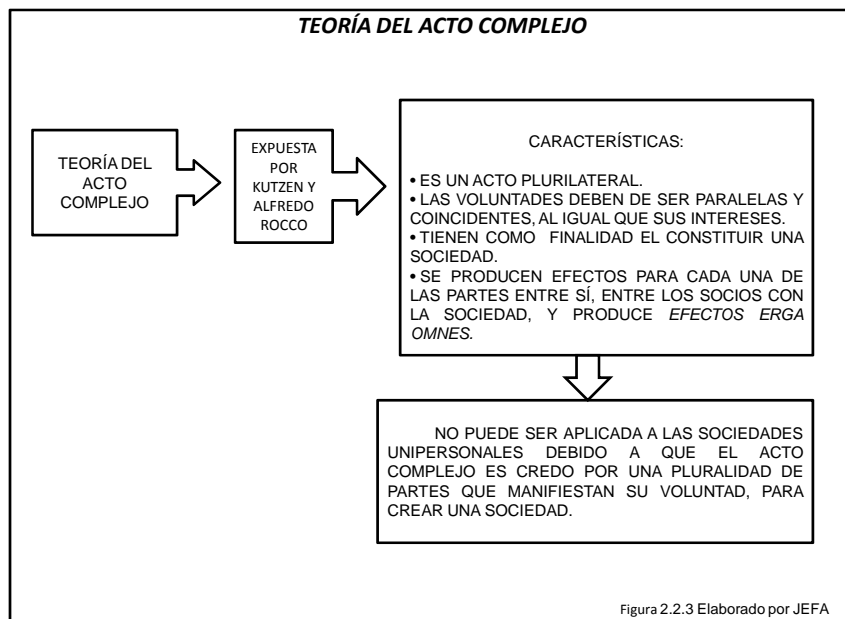 TEORÍA DEL ACTO COMPLEJO
TEORÍA DEL
ACTO
COMPLEJO
EXPUESTA
POR
KUTZEN Y
ALFREDO
ROCCO
CARACTERÍSTICAS:
• ES UN ACTO PLURILATERAL.
• LAS VOLUNTADES DEBEN DE SER PARALELAS Y
COINCIDENTES, AL IGUAL QUE SUS INTERESES.
• TIENEN COMO FINALIDAD EL CONSTITUIR UNA
SOCIEDAD.
• SE PRODUCEN EFECTOS PARA CADA UNA DE
LAS PARTES ENTRE SÍ, ENTRE LOS SOCIOS CON
LA SOCIEDAD, Y PRODUCE EFECTOS ERGA
OMNES.
NO PUEDE SER APLICADA A LAS SOCIEDADES
UNIPERSONALES DEBIDO A QUE EL ACTO
COMPLEJO ES CREDO POR UNA PLURALIDAD DE
PARTES QUE MANIFIESTAN SU VOLUNTAD, PARA
CREAR UNA SOCIEDAD.
Figura 2.2.3 Elaborado por JEFA